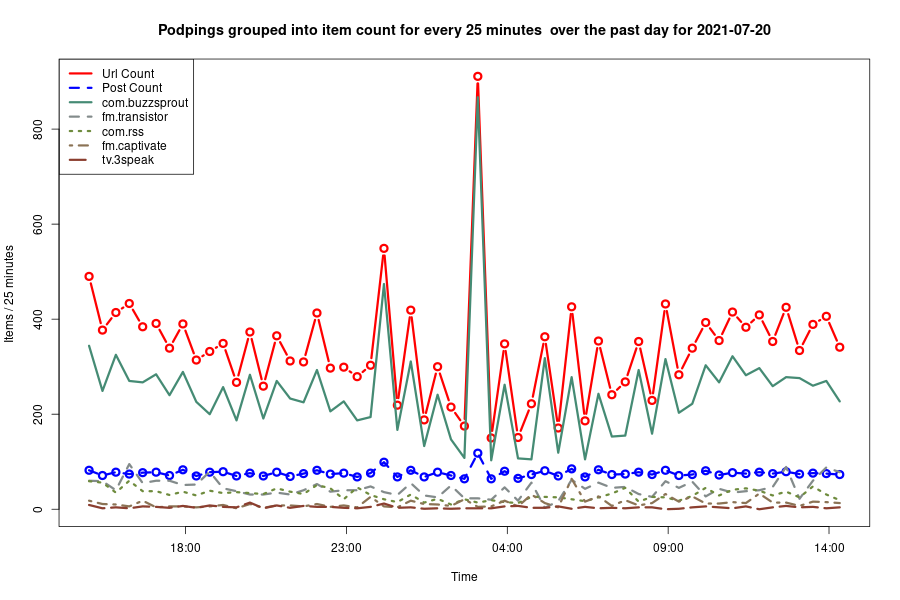 Podpings grouped into item count for every 25 minutes  over the past day for 2021-07-20
Url Count
Post Count
com.buzzsprout
fm.transistor
com.rss
fm.captivate
tv.3speak
Items / 25 minutes
800
600
400
200
0
18:00 23:00 04:00 09:00 14:00
Time